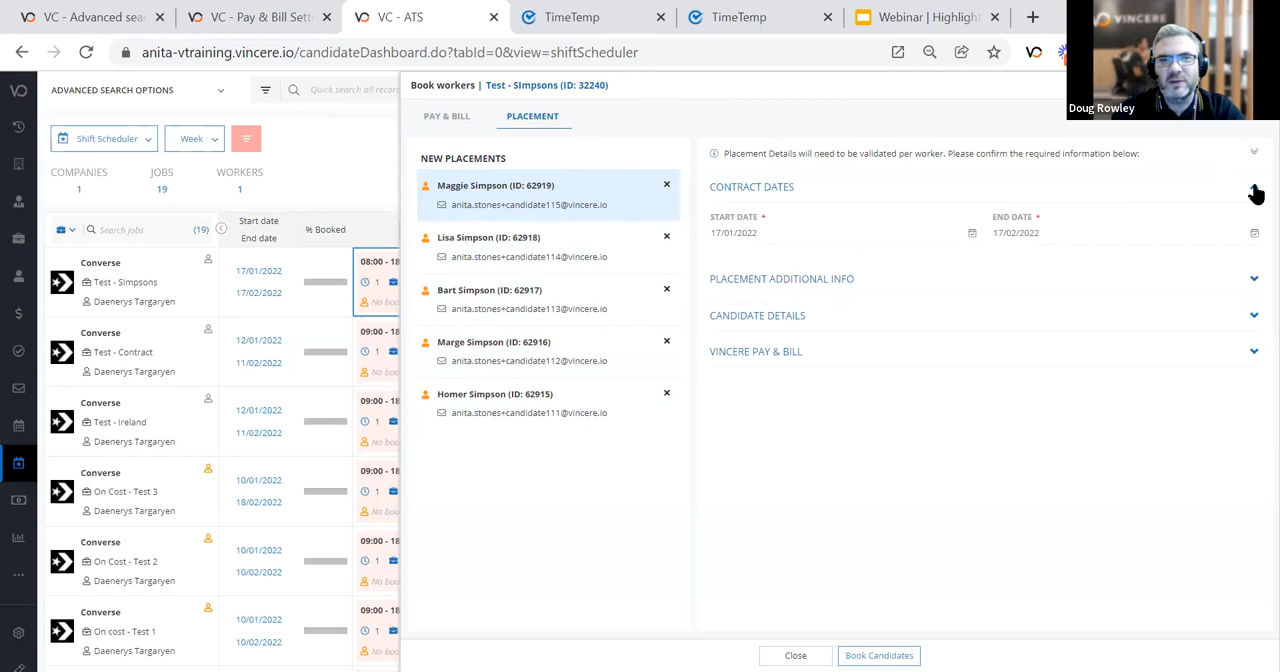 VC - Advanced sea
VC - Pay & Bill Setti
VC - ATS
TimeTemp
TimeTemp
Webinar | Highlight
anita-vtraining.vincere.io/candidateDashboard.do?tabId=0&view=shiftScheduler
VINCERE
Doug Rowley
ADVANCED SEARCH OPTIONS
Quick search all recor
Shift Scheduler
Week
COMPANIES
JOBS
WORKERS
1
19
1
Search jobs
(19)
Start date
End date
% Booked
Converse
Test - Simpsons
Daenerys Targaryen
17/01/2022
17/02/2022
08:00 - 18
1
No boo
Converse
Test - Contract
Daenerys Targaryen
12/01/2022
11/02/2022
09:00 - 18
1
No boo
Converse
Test - Ireland
Daenerys Targaryen
12/01/2022
11/02/2022
09:00 - 18
1
No boo
Converse
On Cost - Test 3
Daenerys Targaryen
10/01/2022
18/02/2022
09:00 - 18
1
No boo
Converse
On Cost - Test 2
Daenerys Targaryen
10/01/2022
10/02/2022
09:00 - 18
1
No boo
Converse
On cost - Test 1
Daenerys Targaryen
10/01/2022
10/02/2022
09:00 - 18
1
No boo
Book workers | Test - SImpsons (ID: 32240)
PAY & BILL
PLACEMENT
NEW PLACEMENTS
Maggie Simpson (ID: 62919)
anita.stones+candidate115@vincere.io
Lisa Simpson (ID: 62918)
anita.stones+candidate114@vincere.io
Bart Simpson (ID: 62917)
anita.stones+candidate113@vincere.io
Marge Simpson (ID: 62916)
anita.stones+candidate112@vincere.io
Homer Simpson (ID: 62915)
anita.stones+candidate111@vincere.io
Placement Details will need to be validated per worker. Please confirm the required information below:
CONTRACT DATES
START DATE *
END DATE *
17/01/2022
17/02/2022
PLACEMENT ADDITIONAL INFO
CANDIDATE DETAILS
VINCERE PAY & BILL
Close
Book Candidates